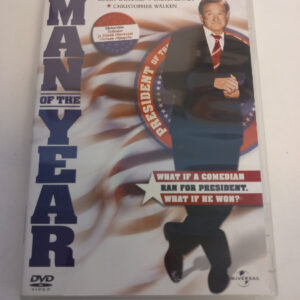 • CHRISTOPHER WALKEN
MAN
OF THE
YEAR
PRESIDENT OF THE
WHAT IF A COMEDIAN
RAN FOR PRESIDENT.
WHAT IF HE WON?
DVD
VIDEO
UNIVERSAL